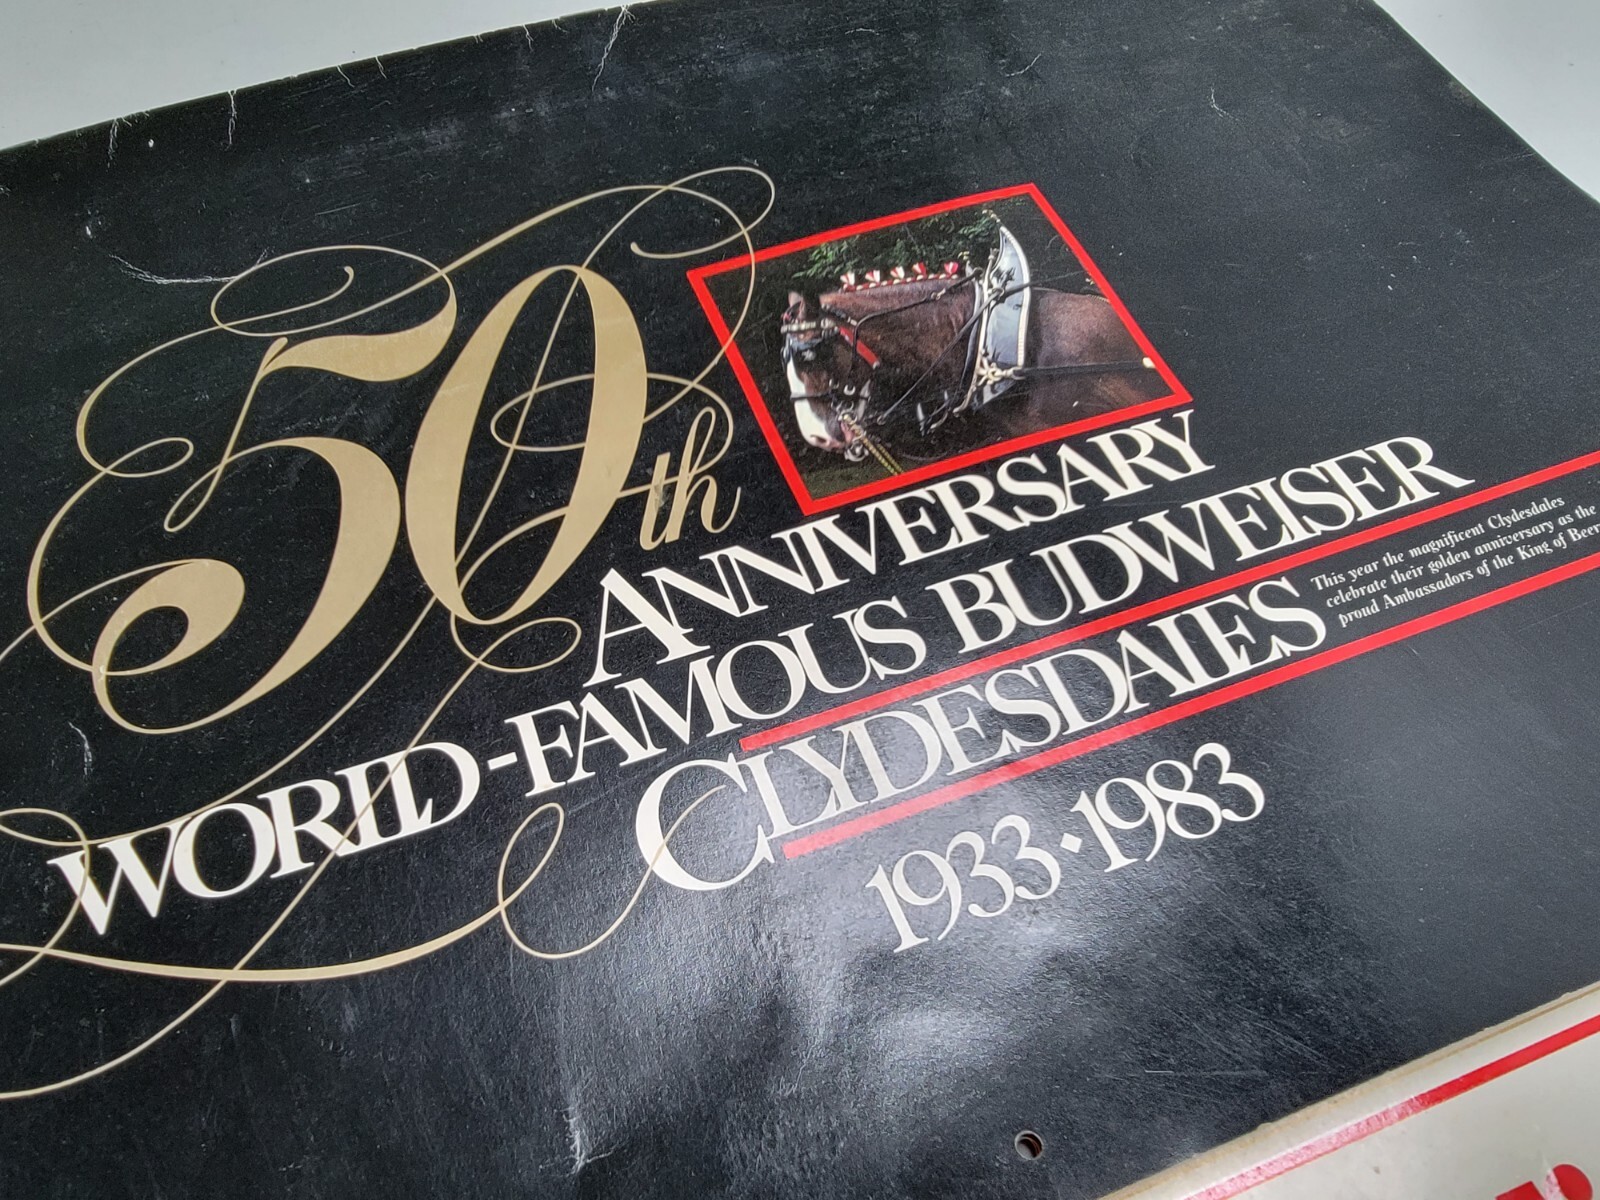 50th
ANNIVERSARY
WORLD-FAMOUS BUDWEISER
CLYDESDALES
This year the magnificent Clydesdales
celebrate their golden anniversary as the
proud Ambassadors of the King of Beer
1933·1983